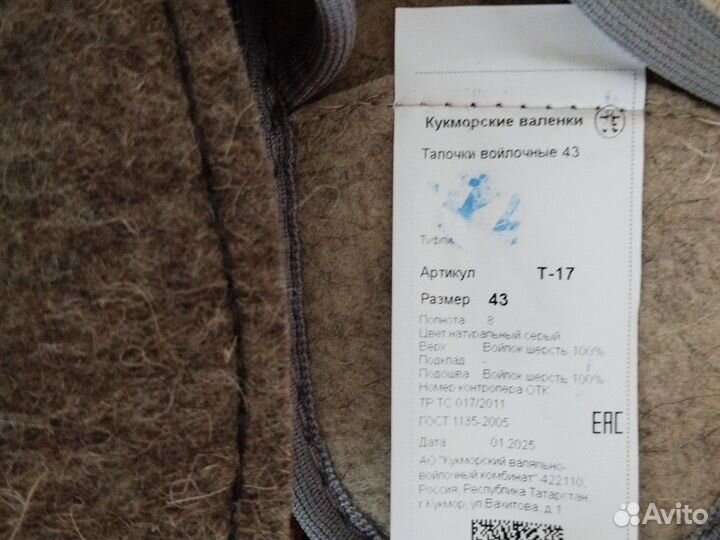 Кукморские валенки
Тапочки войлочные 43
Туфли
Артикул Т-17
Размер 43
Полнота 8
Цвет натуральный серый
Верх Войлок шерсть 100%
Подклад -
Подошва Войлок шерсть 100%
Номер контролера ОТК
ТР ТС 017/2011
ГОСТ 1135-2005
EAC
Дата 01.2025
АО "Кукморский валяльно-
войлочный комбинат" 422110,
Россия, Республика Татарстан,
г Кукмор, ул Вахитова, д.1
Avito